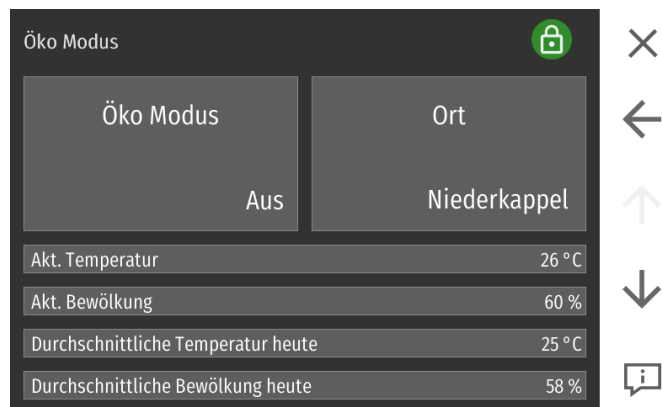 Öko Modus
Öko Modus
Aus
Ort
Niederkappel
Akt. Temperatur 26 °C
Akt. Bewölkung 60 %
Durchschnittliche Temperatur heute 25 °C
Durchschnittliche Bewölkung heute 58 %